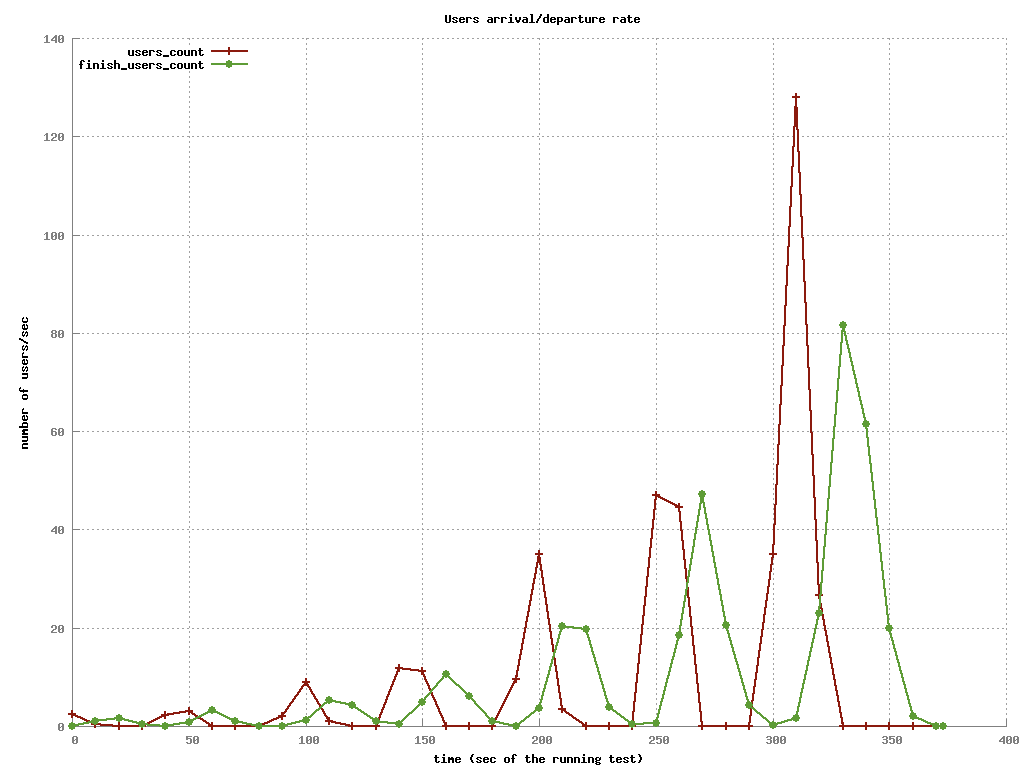 Users arrival/departure rate
users_count
finish_users_count
140
120
100
80
60
40
20
0
number of users/sec
0 50 100 150 200 250 300 350 400
time (sec of the running test)